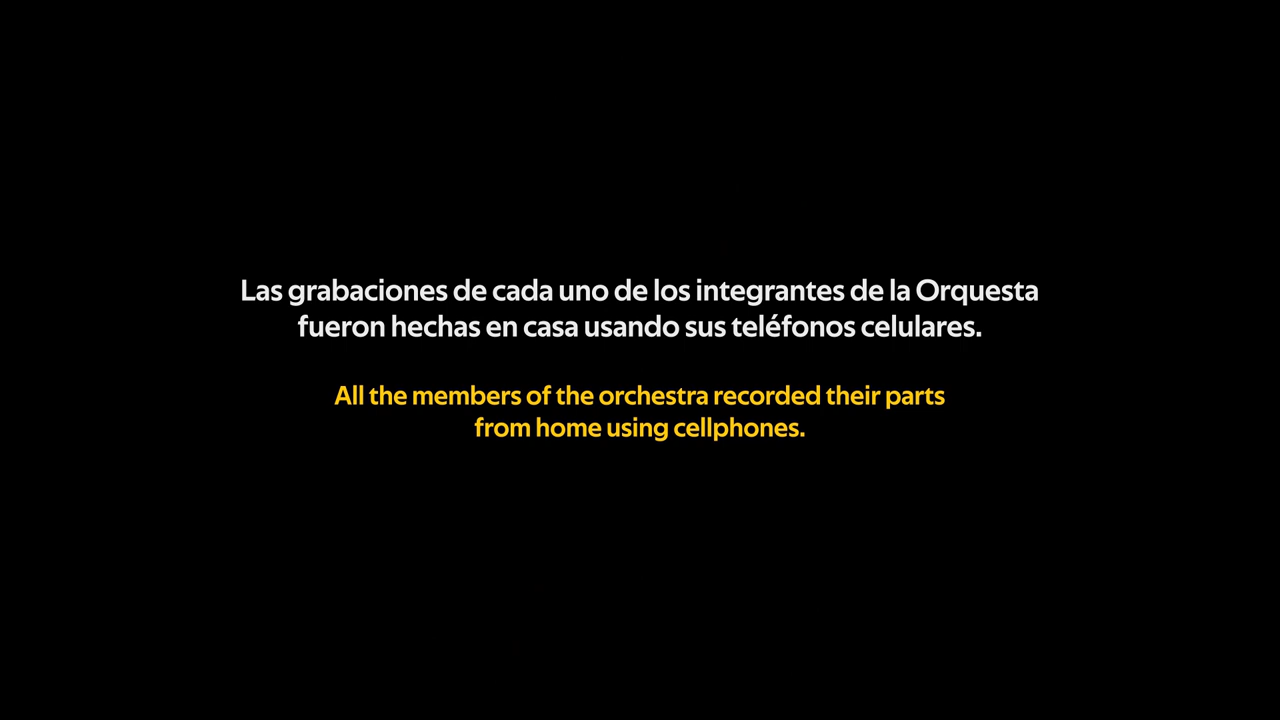 Las grabaciones de cada uno de los integrantes de la Orquesta
fueron hechas en casa usando sus teléfonos celulares.
All the members of the orchestra recorded their parts
from home using cellphones.